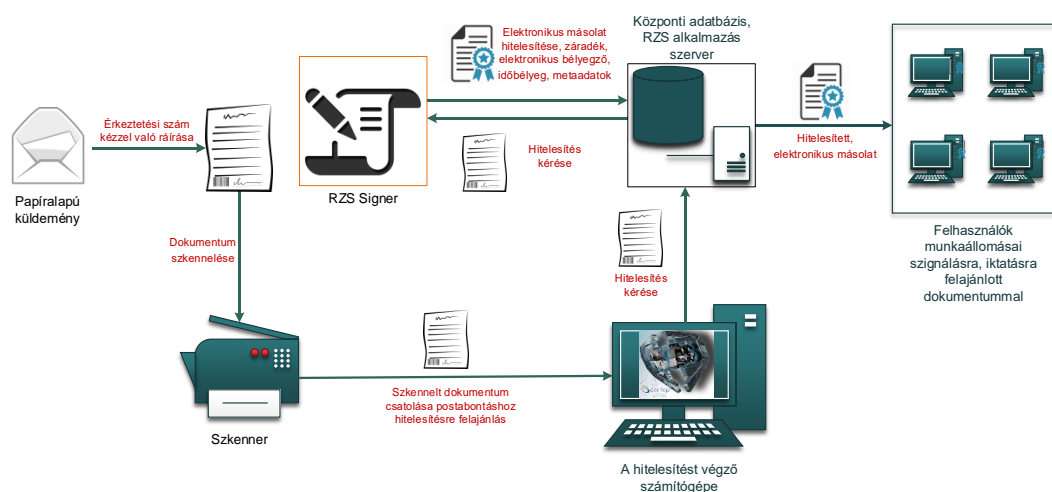 Elektronikus másolat
hitelesítése, záradék,
elektronikus bélyegző,
időbélyeg, metaadatok
Központi adatbázis,
RZS alkalmazás
szerver
Érkeztetési szám
kézzel való ráírása
Hitelesítés
kérése
Hitelesített,
elektronikus másolat
Papíralapú
küldemény
RZS Signer
Felhasználók
munkaállomásai
szignálásra, iktatásra
felajánlott
dokumentummal
Dokumentum
szkennelése
Hitelesítés
kérése
Szkennelt dokumentum
csatolása postabontáshoz
hitelesítésre felajánlás
Szkenner
A hitelesítést végző
számítógépe